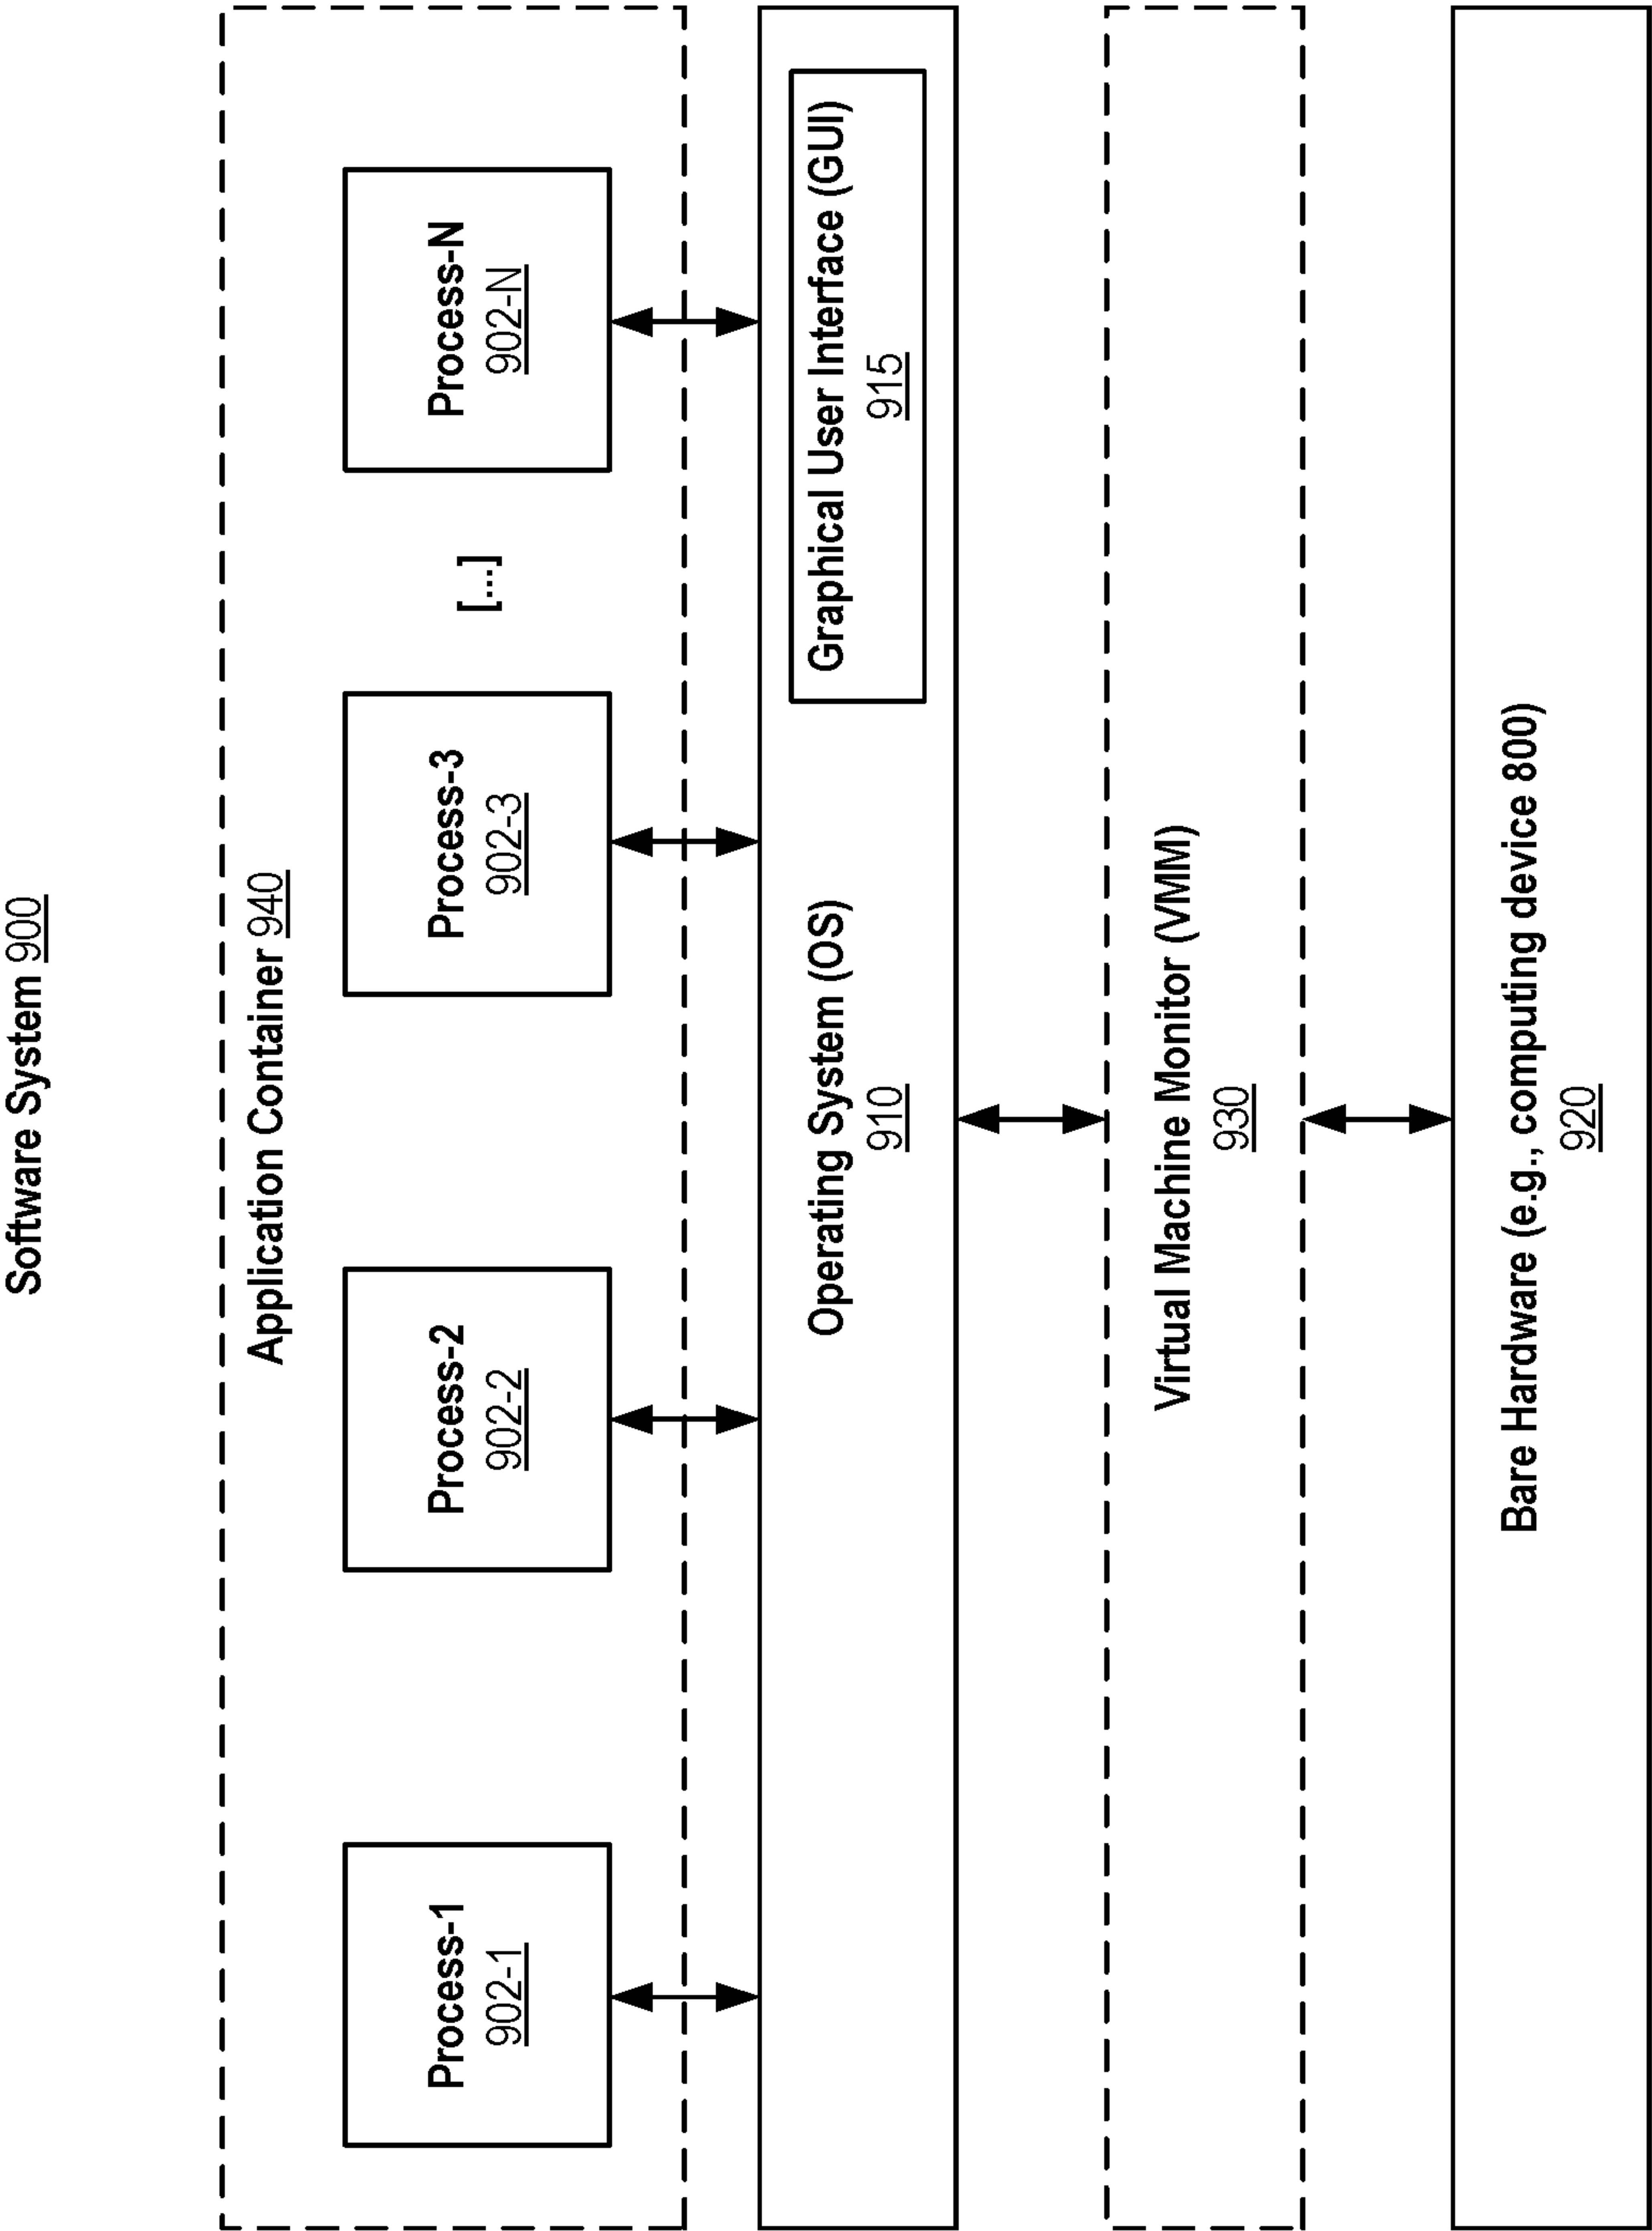 Software System 900
Application Container 940
Process-1
902-1
Process-2
902-2
Process-3
902-3
[...]
Process-N
902-N
Operating System (OS)
910
Graphical User Interface (GUI)
915
Virtual Machine Monitor (VMM)
930
Bare Hardware (e.g., computing device 800)
920